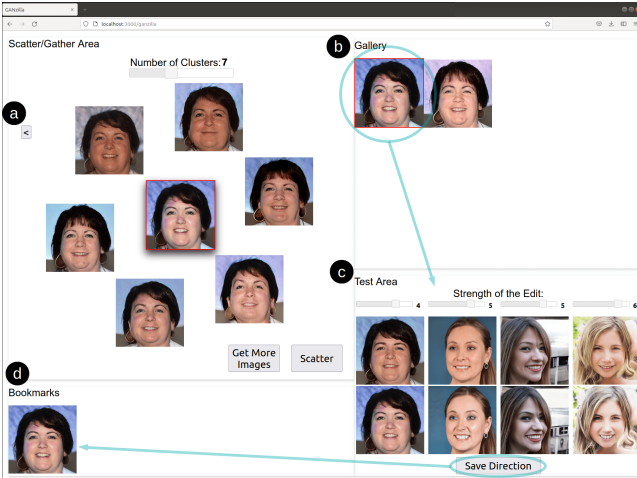 GANzilla
localhost:3000/ganzilla
Scatter/Gather Area
Number of Clusters:7
a
<
Get More
Images
Scatter
b
Gallery
c
Test Area
Strength of the Edit:
4 5 5 6
Save Direction
d
Bookmarks